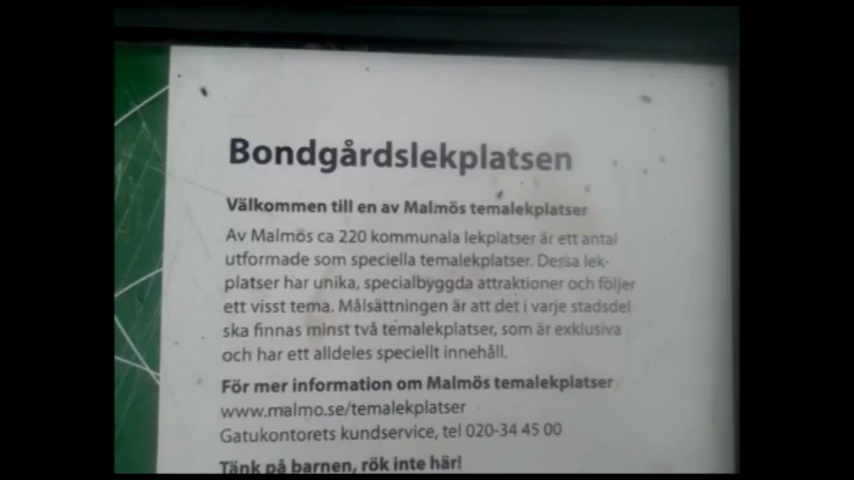 Bondgårdslekplatsen
Välkommen till en av Malmös temalekplatser
Av Malmös ca 220 kommunala lekplatser är ett antal
utformade som speciella temalekplatser. Dessa lek-
platser har unika, specialbyggda attraktioner och följer
ett visst tema. Målsättningen är att det i varje stadsdel
ska finnas minst två temalekplatser, som är exklusiva
och har ett alldeles speciellt innehåll.
För mer information om Malmös temalekplatser
www.malmo.se/temalekplatser
Gatukontorets kundservice, tel 020-34 45 00
Tänk på barnen, rök inte här!